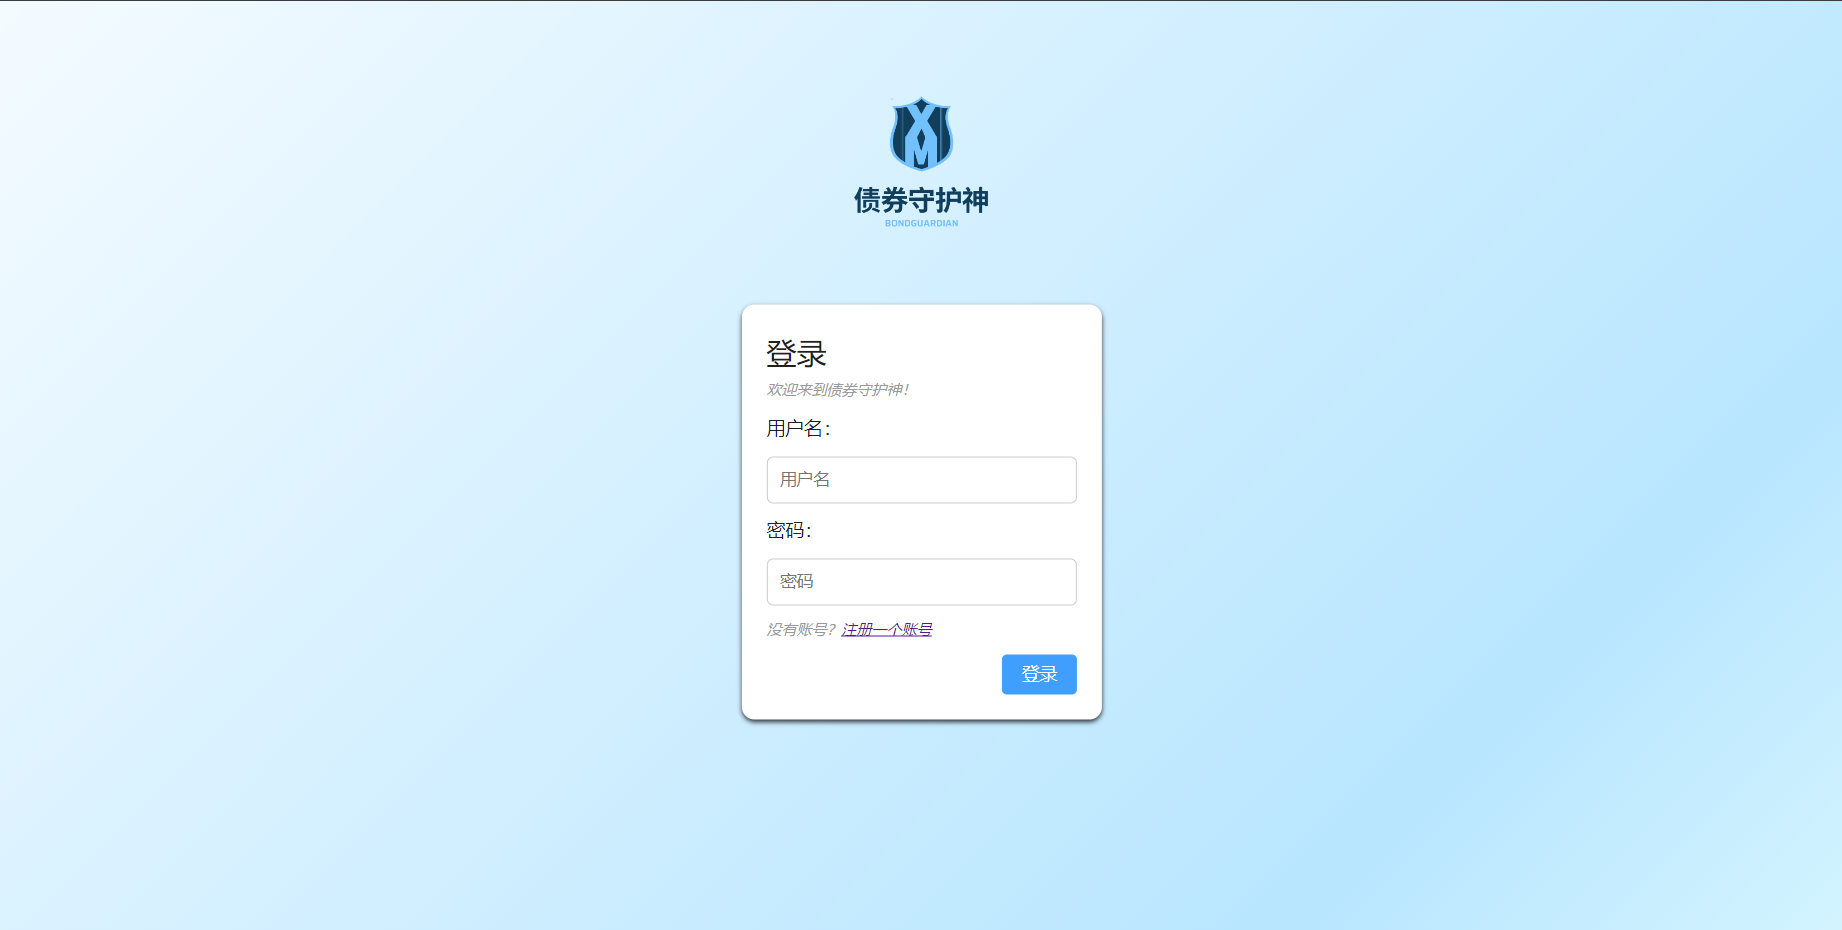 XM
债券守护神
BONDGUARDIAN
登录
欢迎来到债券守护神！
用户名：
用户名
密码：
密码
没有账号？注册一个账号
登录